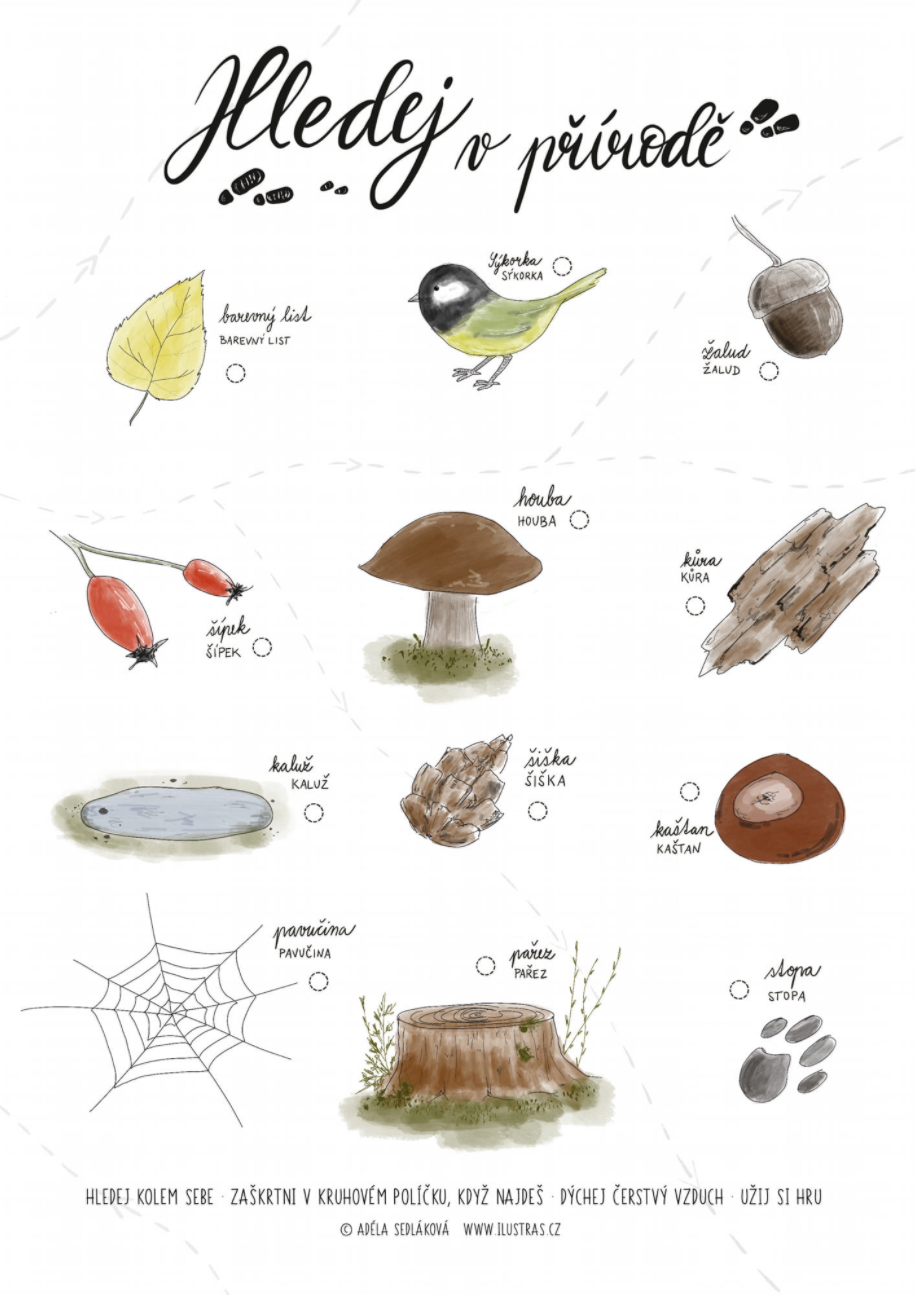 Hledej v přírodě
barevný list
BAREVNÝ LIST
Sýkorka
SÝKORKA
žalud
ŽALUD
šípek
ŠÍPEK
houba
HOUBA
kůra
KŮRA
kaluž
KALUŽ
šiška
ŠIŠKA
kaštan
KAŠTAN
pavučina
PAVUČINA
pařez
PAŘEZ
stopa
STOPA
HLEDEJ KOLEM SEBE · ZAŠKRTNI V KRUHOVÉM POLÍČKU, KDYŽ NAJDEŠ · DÝCHEJ ČERSTVÝ VZDUCH · UŽIJ SI HRU
© ADÉLA SEDLÁKOVÁ WWW.ILUSTRAS.CZ